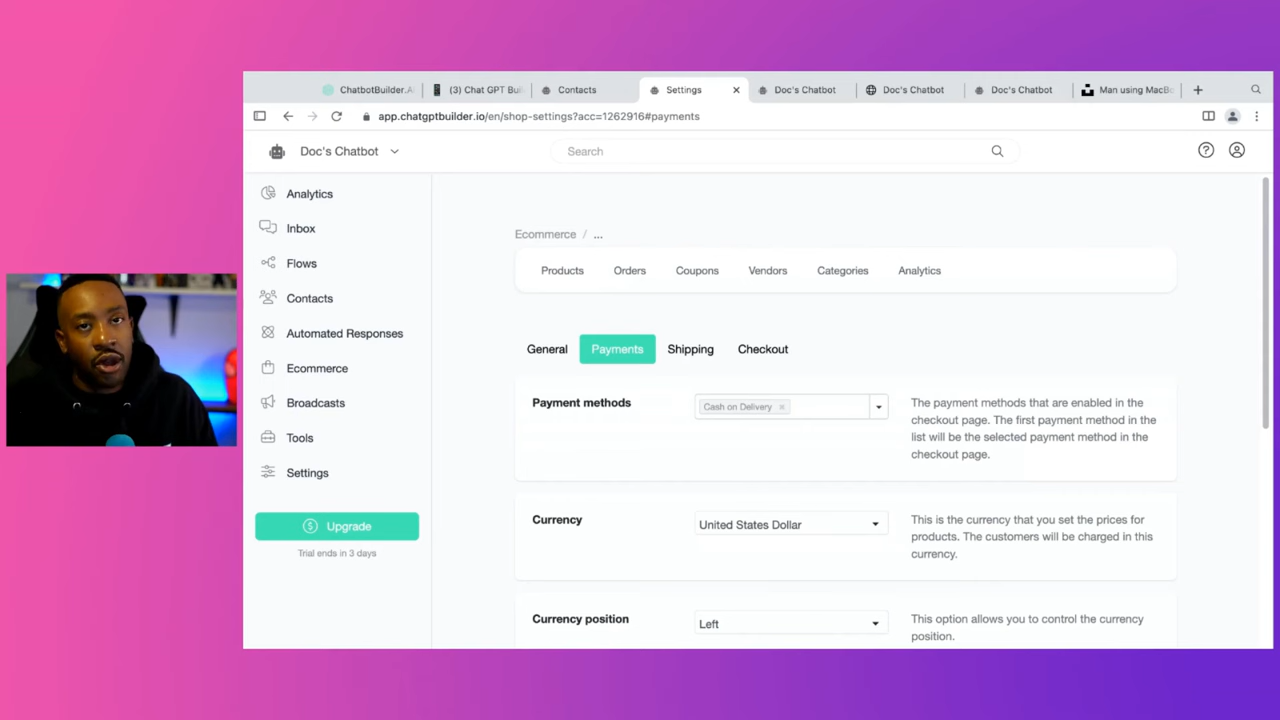 ChatbotBuilder.A
(3) Chat GPT Bui
Contacts
Settings
Doc's Chatbot
Doc's Chatbot
Doc's Chatbot
Man using MacBo
app.chatgptbuilder.io/en/shop-settings?acc=1262916#payments
Doc's Chatbot
Search
Analytics
Inbox
Flows
Contacts
Automated Responses
Ecommerce
Broadcasts
Tools
Settings
Upgrade
Trial ends in 3 days
Ecommerce / ...
Products Orders Coupons Vendors Categories Analytics
General Payments Shipping Checkout
Payment methods
Cash on Delivery
The payment methods that are enabled in the
checkout page. The first payment method in the
list will be the selected payment method in the
checkout page.
Currency
United States Dollar
This is the currency that you set the prices for
products. The customers will be charged in this
currency.
Currency position
Left
This option allows you to control the currency
position.